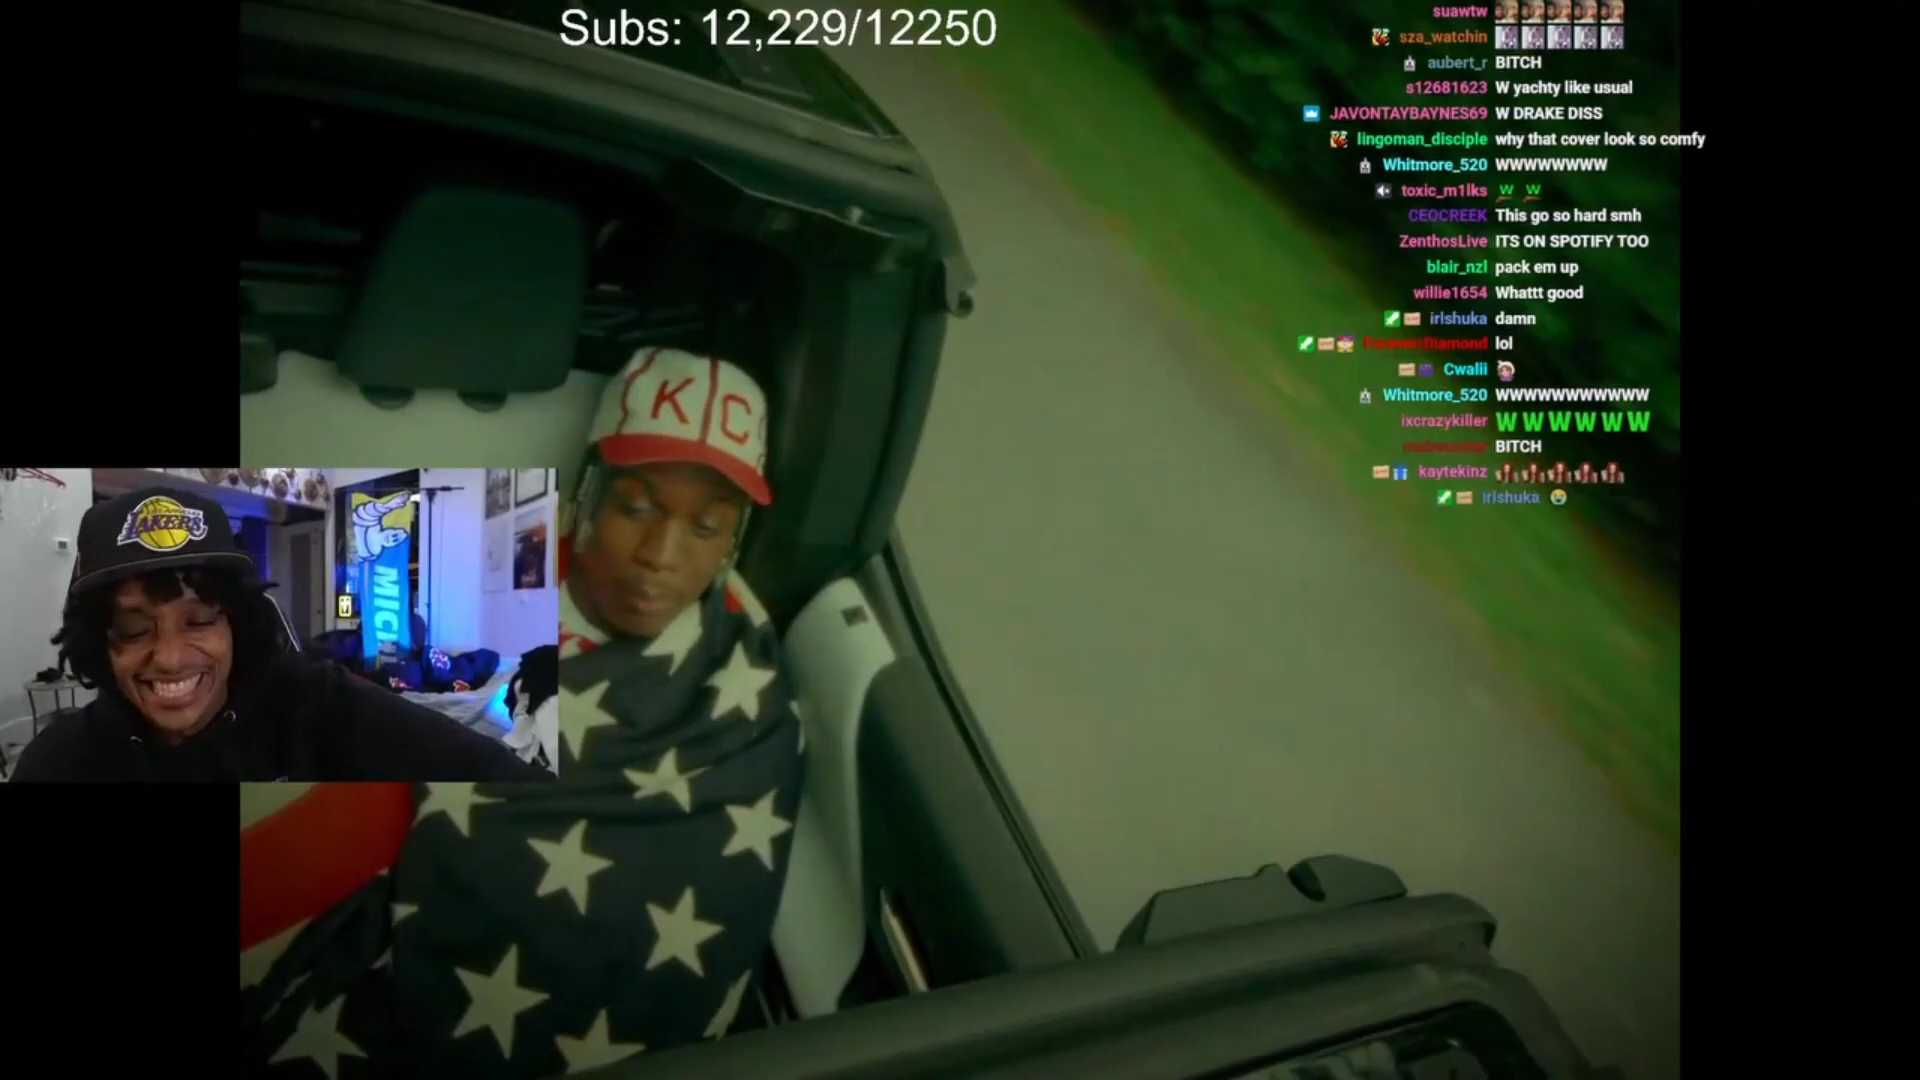 Subs: 12,229/12250
suawtw
sza_watchin
aubert_r BITCH
s12681623 W yachty like usual
JAVONTAYBAYNES69 W DRAKE DISS
lingoman_disciple why that cover look so comfy
Whitmore_520 WWWWWWWW
toxic_m1lks W W
CEOCREEK This go so hard smh
ZenthosLive ITS ON SPOTIFY TOO
blair_nzl pack em up
willie1654 Whattt good
irlshuka damn
lol
Cwalii
Whitmore_520 WWWWWWWWWWW
ixcrazykiller W W W W W W
BITCH
kaytekinz
irlshuka
K C
LAKERS
MICH